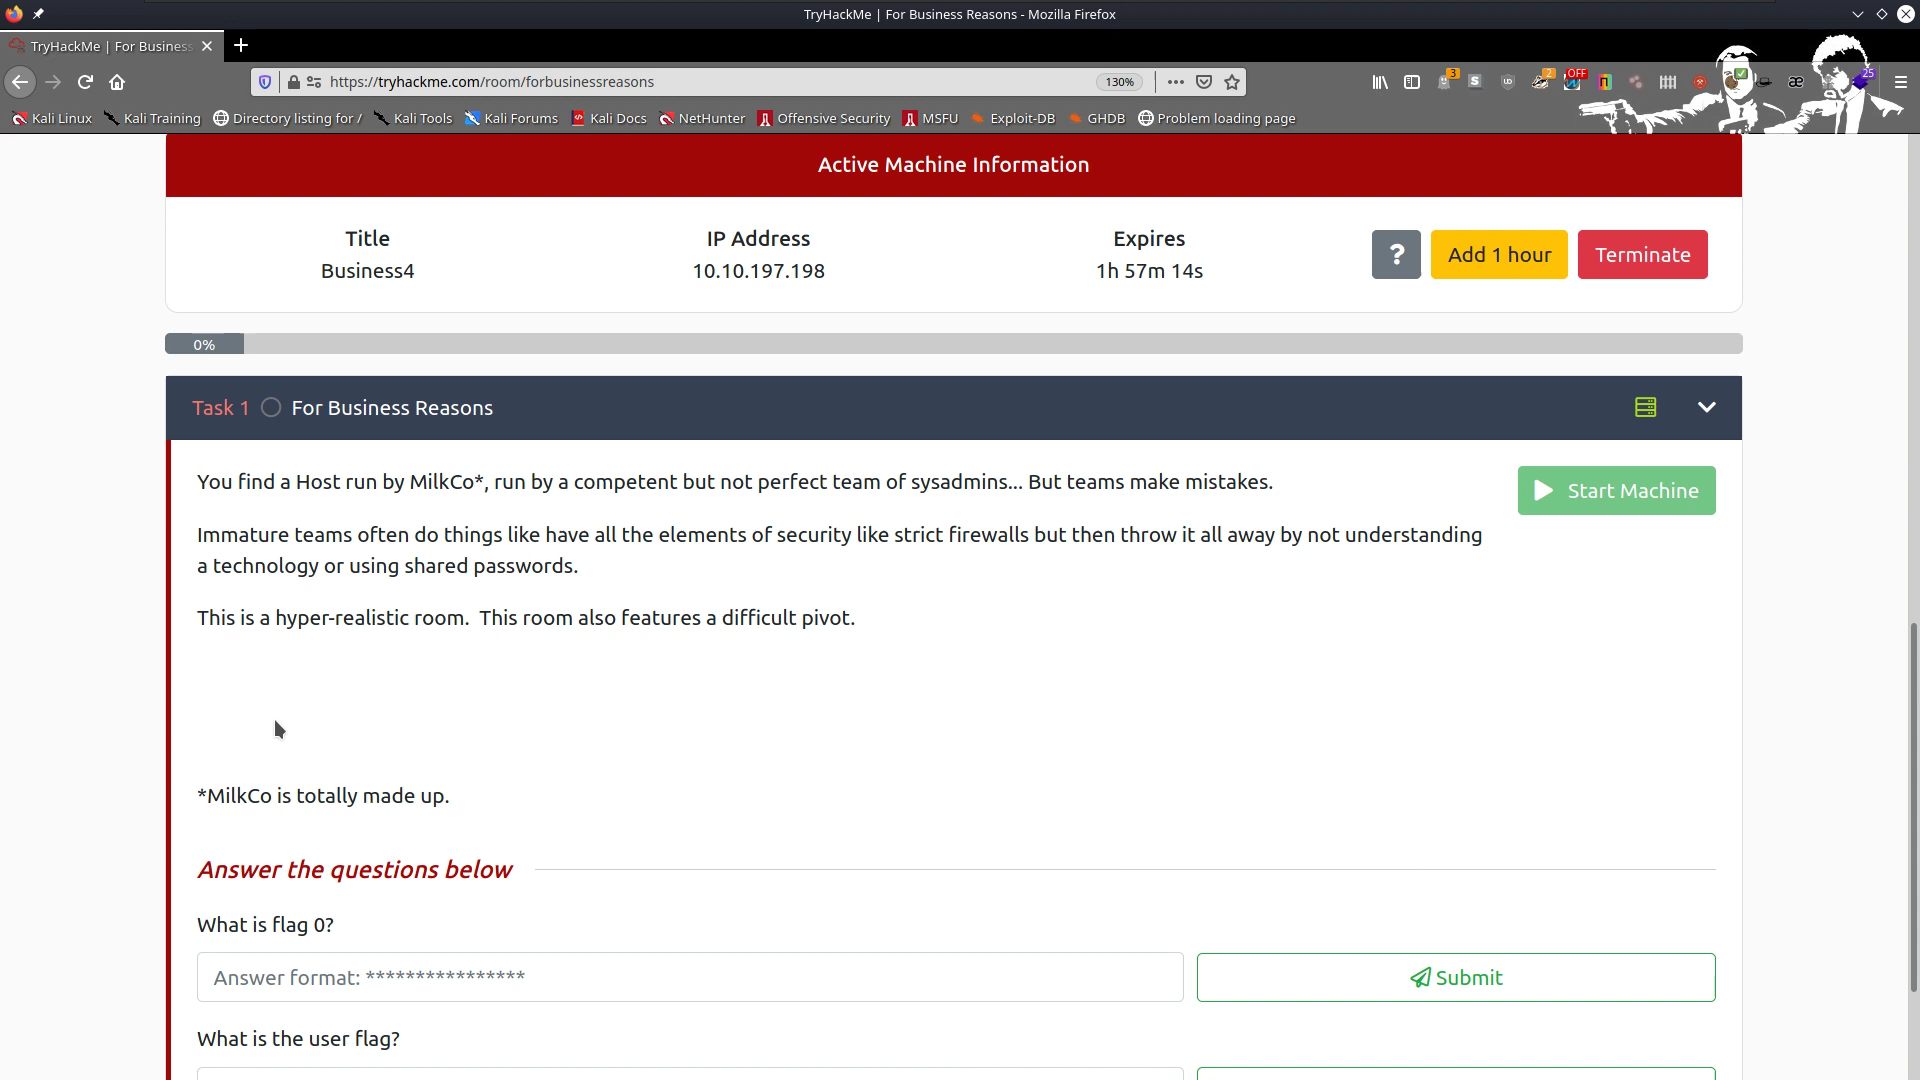 TryHackMe | For Business Reasons - Mozilla Firefox
TryHackMe | For Business
https://tryhackme.com/room/forbusinessreasons
130%
3
2
OFF
25
Kali Linux
Kali Training
Directory listing for /
Kali Tools
Kali Forums
Kali Docs
NetHunter
Offensive Security
MSFU
Exploit-DB
GHDB
Problem loading page
Active Machine Information
Title
IP Address
Expires
Business4
10.10.197.198
1h 57m 14s
?
Add 1 hour
Terminate
0%
Task 1
For Business Reasons
You find a Host run by MilkCo*, run by a competent but not perfect team of sysadmins... But teams make mistakes.
Start Machine
Immature teams often do things like have all the elements of security like strict firewalls but then throw it all away by not understanding
a technology or using shared passwords.
This is a hyper-realistic room.  This room also features a difficult pivot.
*MilkCo is totally made up.
Answer the questions below
What is flag 0?
Answer format: ****************
Submit
What is the user flag?